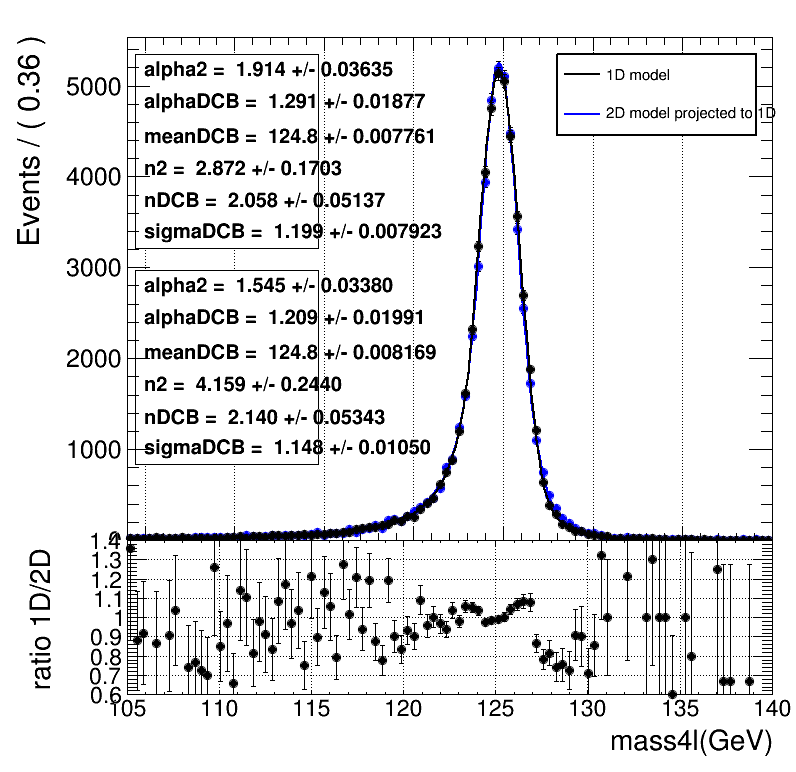 Events / ( 0.36 )
5000
4000
3000
2000
1000
0
alpha2 = 1.914 +/- 0.03635
alphaDCB = 1.291 +/- 0.01877
meanDCB = 124.8 +/- 0.007761
n2 = 2.872 +/- 0.1703
nDCB = 2.058 +/- 0.05137
sigmaDCB = 1.199 +/- 0.007923
alpha2 = 1.545 +/- 0.03380
alphaDCB = 1.209 +/- 0.01991
meanDCB = 124.8 +/- 0.008169
n2 = 4.159 +/- 0.2440
nDCB = 2.140 +/- 0.05343
sigmaDCB = 1.148 +/- 0.01050
1D model
2D model projected to 1D
ratio 1D/2D
1.4
1.3
1.2
1.1
1
0.9
0.8
0.7
0.6
105 110 115 120 125 130 135 140
mass4l(GeV)